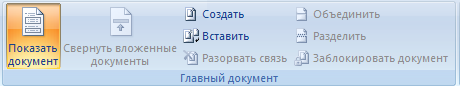 Показать документ
Свернуть вложенные документы
Создать
Вставить
Разорвать связь
Объединить
Разделить
Заблокировать документ
Главный документ